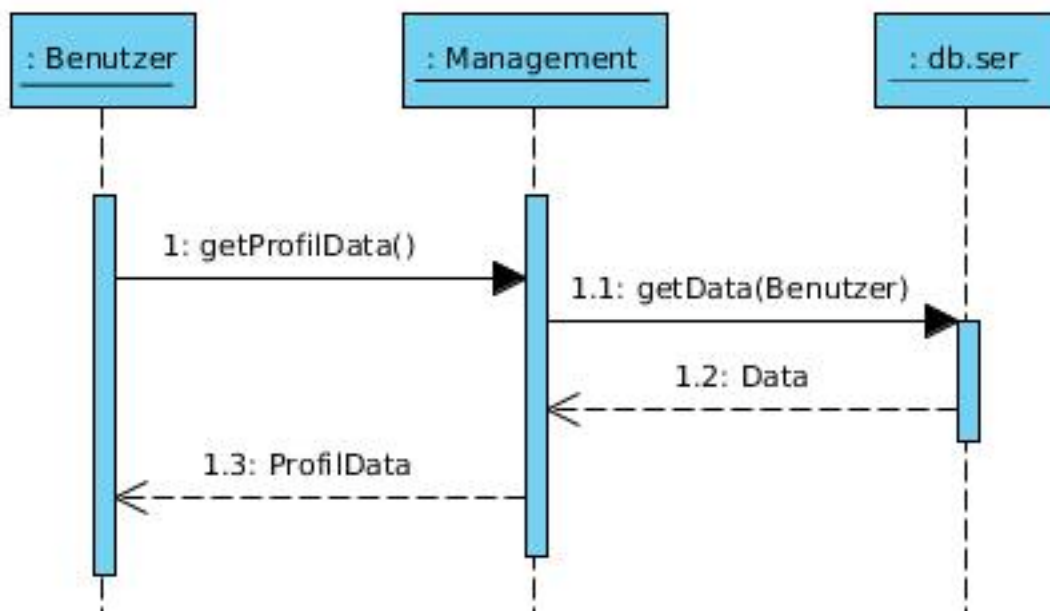 : Benutzer
: Management
: db.ser
1: getProfilData()
1.1: getData(Benutzer)
1.2: Data
1.3: ProfilData